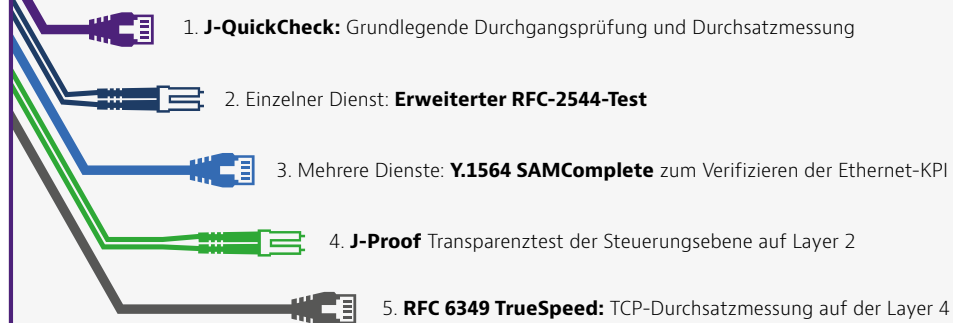 1. J-QuickCheck: Grundlegende Durchgangsprüfung und Durchsatzmessung
2. Einzelner Dienst: Erweiterter RFC-2544-Test
3. Mehrere Dienste: Y.1564 SAMComplete zum Verifizieren der Ethernet-KPI
4. J-Proof Transparenztest der Steuerungsebene auf Layer 2
5. RFC 6349 TrueSpeed: TCP-Durchsatzmessung auf der Layer 4